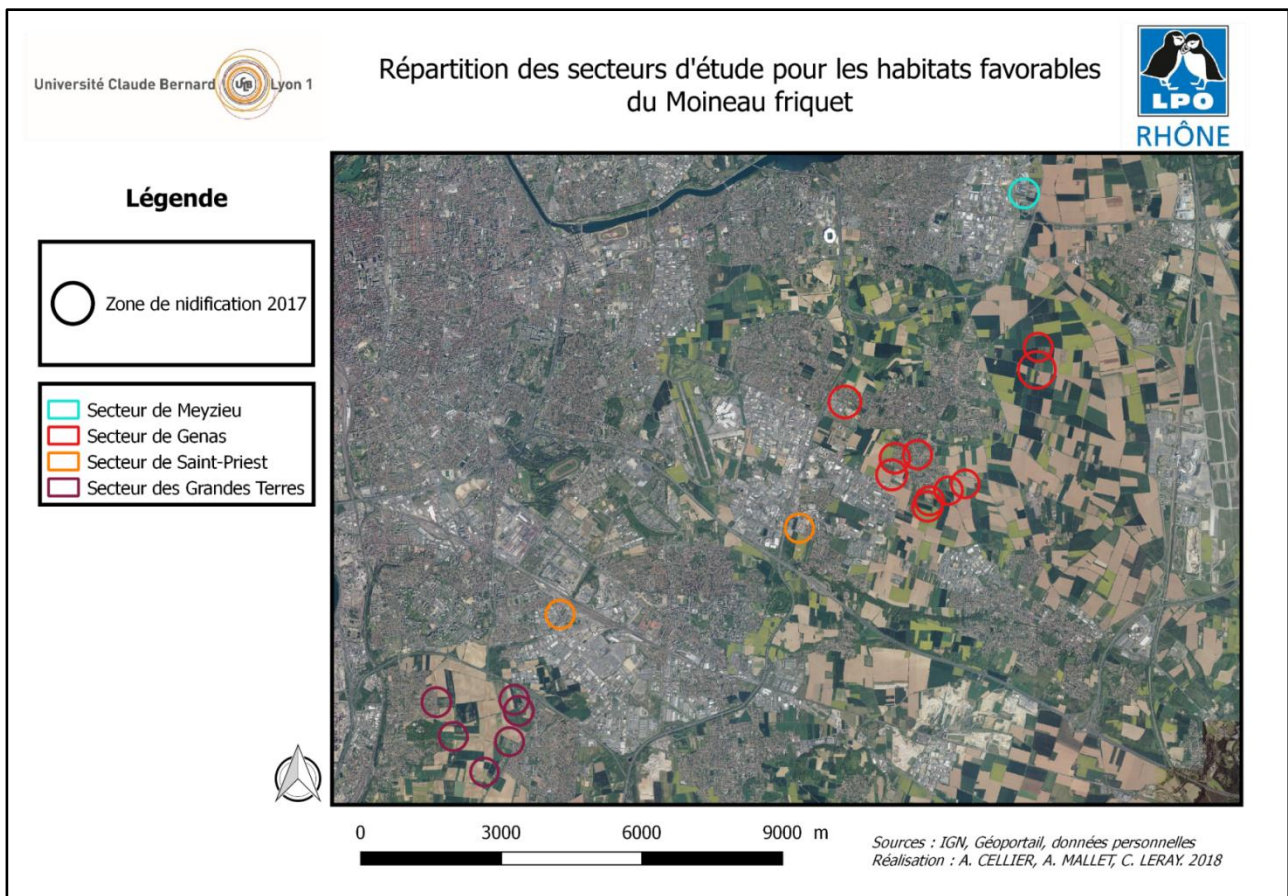 Université Claude Bernard UCB Lyon 1
Répartition des secteurs d'étude pour les habitats favorables
du Moineau friquet
LPO
RHÔNE
Légende
Zone de nidification 2017
Secteur de Meyzieu
Secteur de Genas
Secteur de Saint-Priest
Secteur des Grandes Terres
0 3000 6000 9000 m
Sources : IGN, Géoportail, données personnelles
Réalisation : A. CELLIER, A. MALLET, C. LERAY. 2018